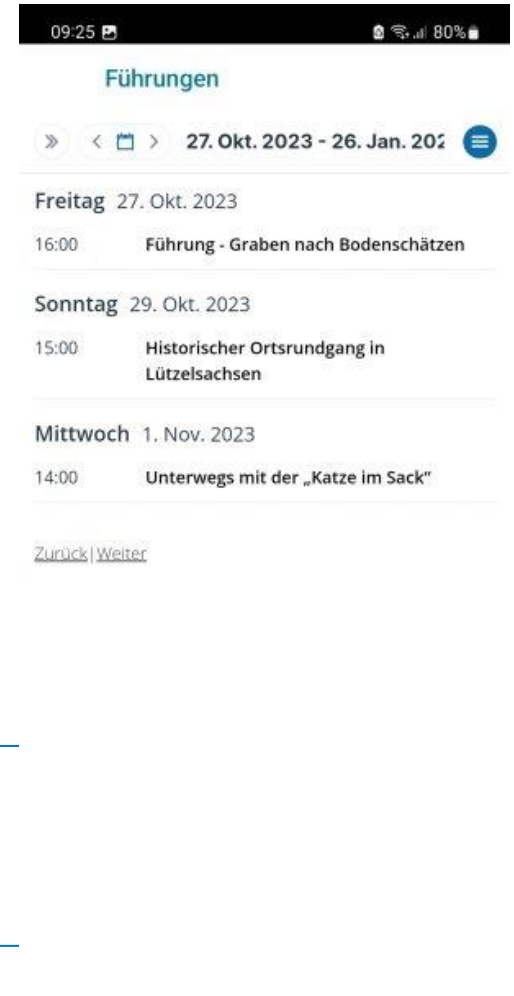 09:25 80%
Führungen
27. Okt. 2023 - 26. Jan. 202
Freitag 27. Okt. 2023
16:00 Führung - Graben nach Bodenschätzen
Sonntag 29. Okt. 2023
15:00 Historischer Ortsrundgang in
Lützelsachsen
Mittwoch 1. Nov. 2023
14:00 Unterwegs mit der „Katze im Sack“
Zurück|Weiter